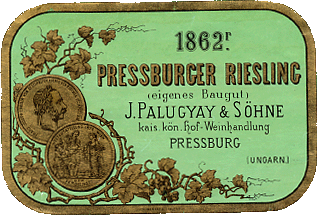 1862r.
PRESSBURGER RIESLING
(eigenes Baugut)
J. PALUGYAY & SÖHNE
kais. kön. Hof-Weinhandlung
PRESSBURG
(UNGARN.)